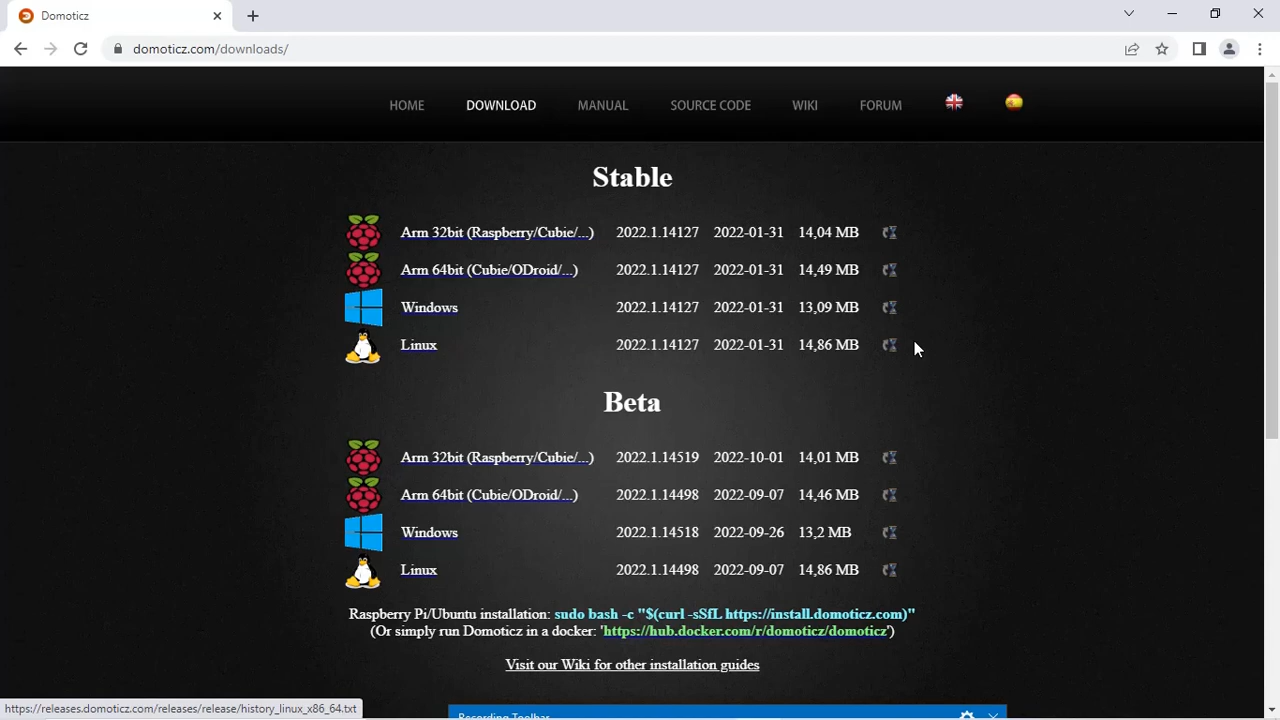 Domoticz
domoticz.com/downloads/
HOME DOWNLOAD MANUAL SOURCE CODE WIKI FORUM
Stable
Arm 32bit (Raspberry/Cubie/...) 2022.1.14127 2022-01-31 14,04 MB
Arm 64bit (Cubie/ODroid/...) 2022.1.14127 2022-01-31 14,49 MB
Windows 2022.1.14127 2022-01-31 13,09 MB
Linux 2022.1.14127 2022-01-31 14,86 MB
Beta
Arm 32bit (Raspberry/Cubie/...) 2022.1.14519 2022-10-01 14,01 MB
Arm 64bit (Cubie/ODroid/...) 2022.1.14498 2022-09-07 14,46 MB
Windows 2022.1.14518 2022-09-26 13,2 MB
Linux 2022.1.14498 2022-09-07 14,86 MB
Raspberry Pi/Ubuntu installation: sudo bash -c "$(curl -sSfL https://install.domoticz.com)"
(Or simply run Domoticz in a docker: 'https://hub.docker.com/r/domoticz/domoticz')
Visit our Wiki for other installation guides
https://releases.domoticz.com/releases/release/history_linux_x86_64.txt
Recording Toolbar